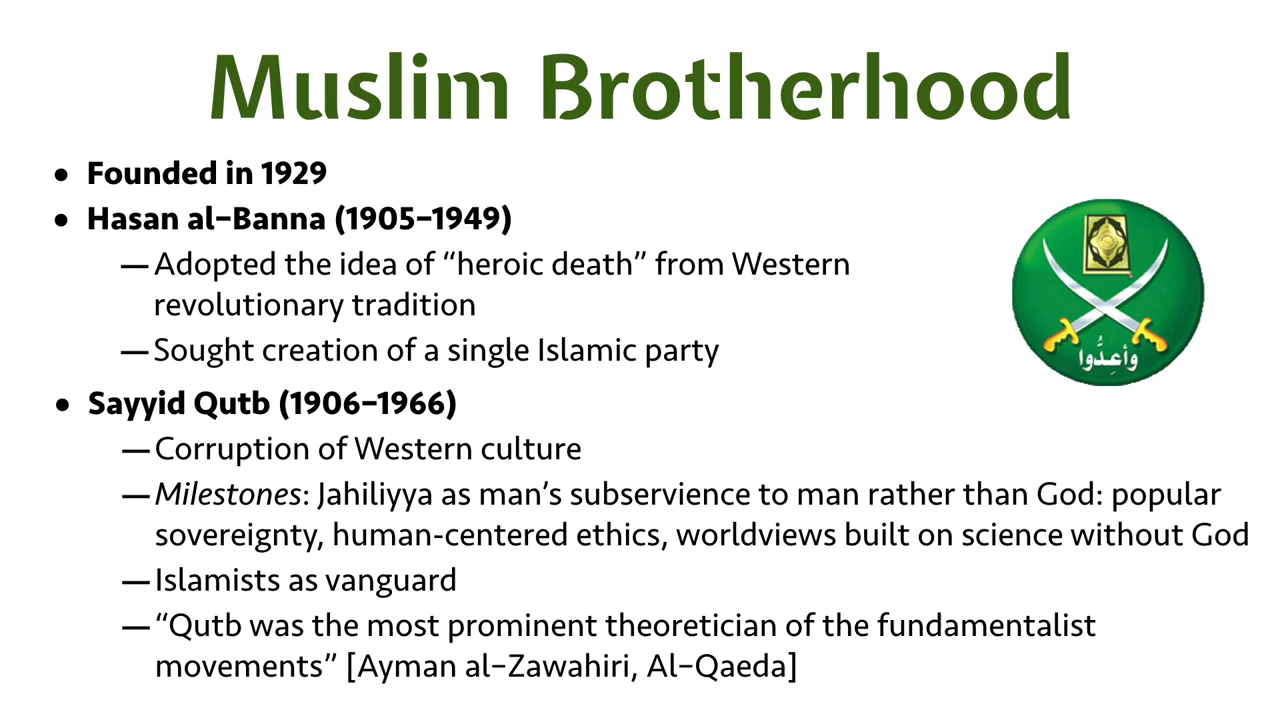 Muslim Brotherhood
• Founded in 1929
• Hasan al-Banna (1905–1949)
— Adopted the idea of “heroic death” from Western
revolutionary tradition
— Sought creation of a single Islamic party
وأعِدُّوا
• Sayyid Qutb (1906–1966)
— Corruption of Western culture
— Milestones: Jahiliyya as man’s subservience to man rather than God: popular
sovereignty, human-centered ethics, worldviews built on science without God
— Islamists as vanguard
— “Qutb was the most prominent theoretician of the fundamentalist
movements” [Ayman al-Zawahiri, Al-Qaeda]